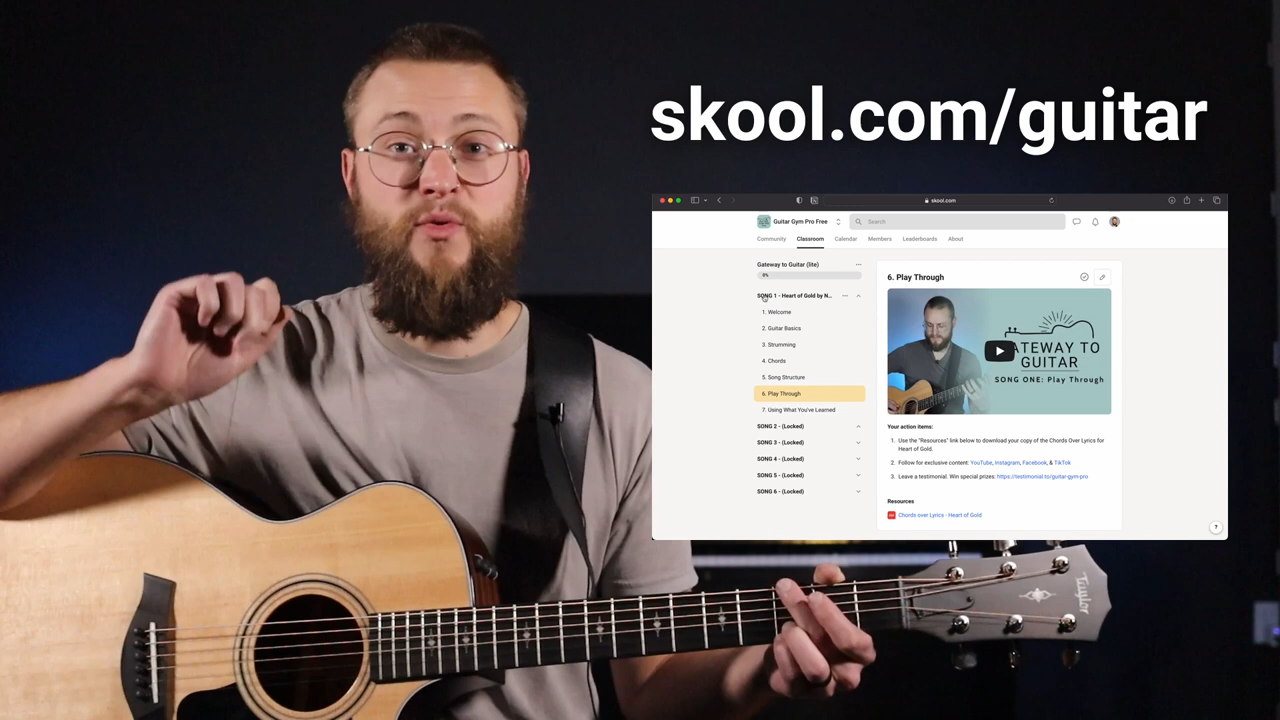 skool.com/guitar
skool.com
Guitar Gym Pro Free
Search
Community Classroom Calendar Members Leaderboards About
Gateway to Guitar (lite)
0%
SONG 1 - Heart of Gold by N...
1. Welcome
2. Guitar Basics
3. Strumming
4. Chords
5. Song Structure
6. Play Through
7. Using What You've Learned
SONG 2 - (Locked)
SONG 3 - (Locked)
SONG 4 - (Locked)
SONG 5 - (Locked)
SONG 6 - (Locked)
6. Play Through
GATEWAY TO
GUITAR
SONG ONE: Play Through
Your action items:
1. Use the "Resources" link below to download your copy of the Chords Over Lyrics for
Heart of Gold.
2. Follow for exclusive content: YouTube, Instagram, Facebook, & TikTok
3. Leave a testimonial. Win special prizes: https://testimonial.to/guitar-gym-pro
Resources
Chords over Lyrics - Heart of Gold
?
Taylor